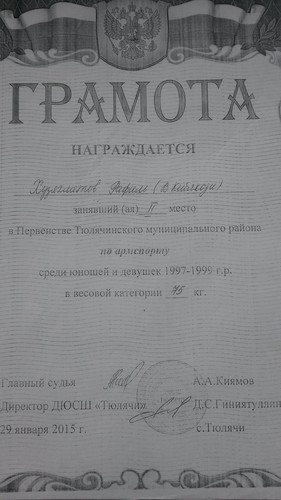 ГРАМОТА
НАГРАЖДАЕТСЯ
занявший (ая) II место
в Первенстве Тюлячинского муниципального района
по армспорту
среди юношей и девушек 1997-1999 г.р.
в весовой категории 75 кг.
Главный судья А.А.Киямов
Директор ДЮСШ «Тюлячи» Д.С.Гиниятуллин
29 января 2015 г. с.Тюлячи